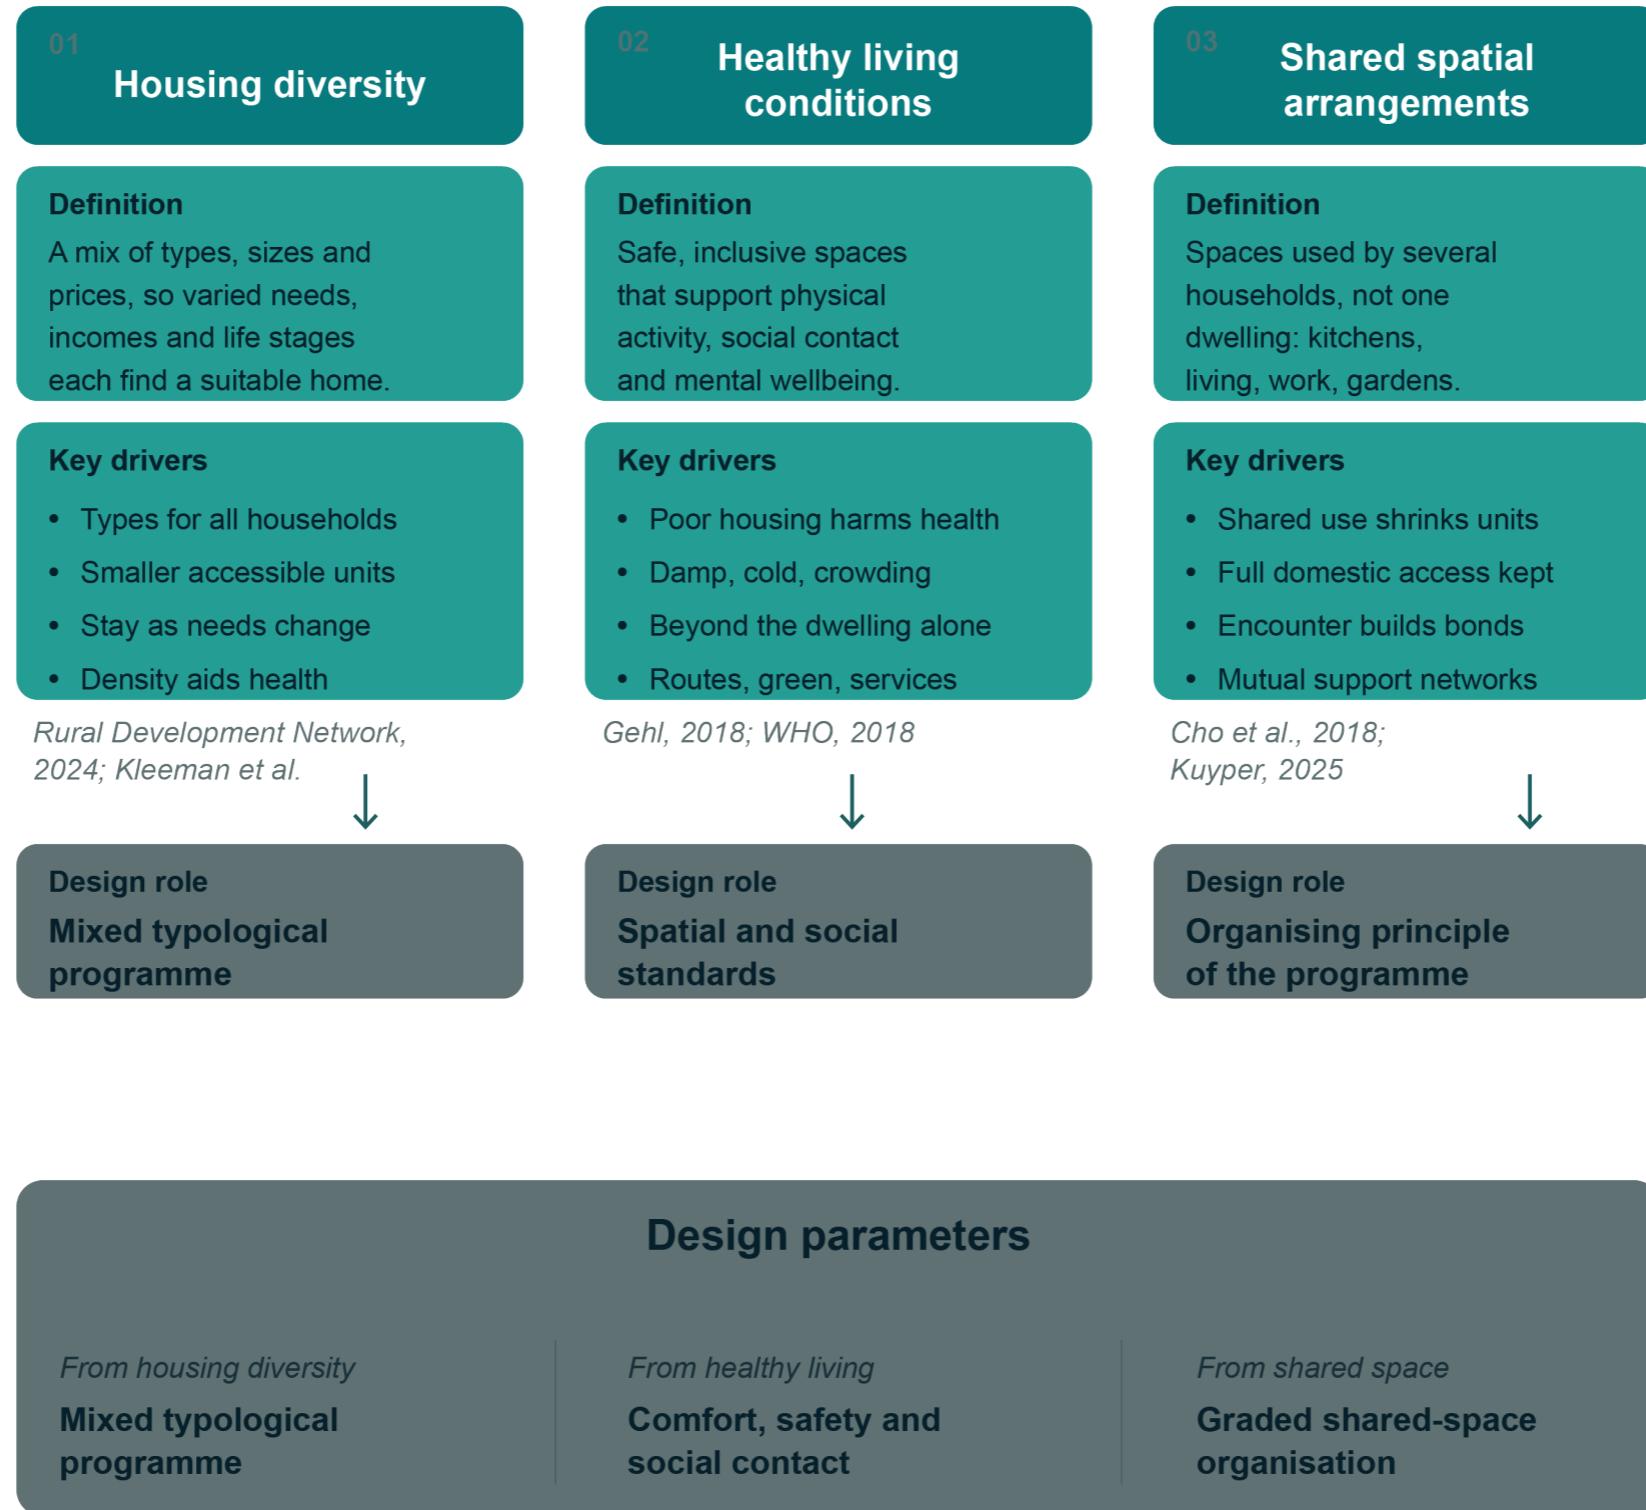 01
Housing diversity
Definition
A mix of types, sizes and
prices, so varied needs,
incomes and life stages
each find a suitable home.
Key drivers
• Types for all households
• Smaller accessible units
• Stay as needs change
• Density aids health
Rural Development Network,
2024; Kleeman et al.
Design role
Mixed typological
programme
02
Healthy living
conditions
Definition
Safe, inclusive spaces
that support physical
activity, social contact
and mental wellbeing.
Key drivers
• Poor housing harms health
• Damp, cold, crowding
• Beyond the dwelling alone
• Routes, green, services
Gehl, 2018; WHO, 2018
Design role
Spatial and social
standards
03
Shared spatial
arrangements
Definition
Spaces used by several
households, not one
dwelling: kitchens,
living, work, gardens.
Key drivers
• Shared use shrinks units
• Full domestic access kept
• Encounter builds bonds
• Mutual support networks
Cho et al., 2018;
Kuyper, 2025
Design role
Organising principle
of the programme
Design parameters
From housing diversity
Mixed typological
programme
From healthy living
Comfort, safety and
social contact
From shared space
Graded shared-space
organisation